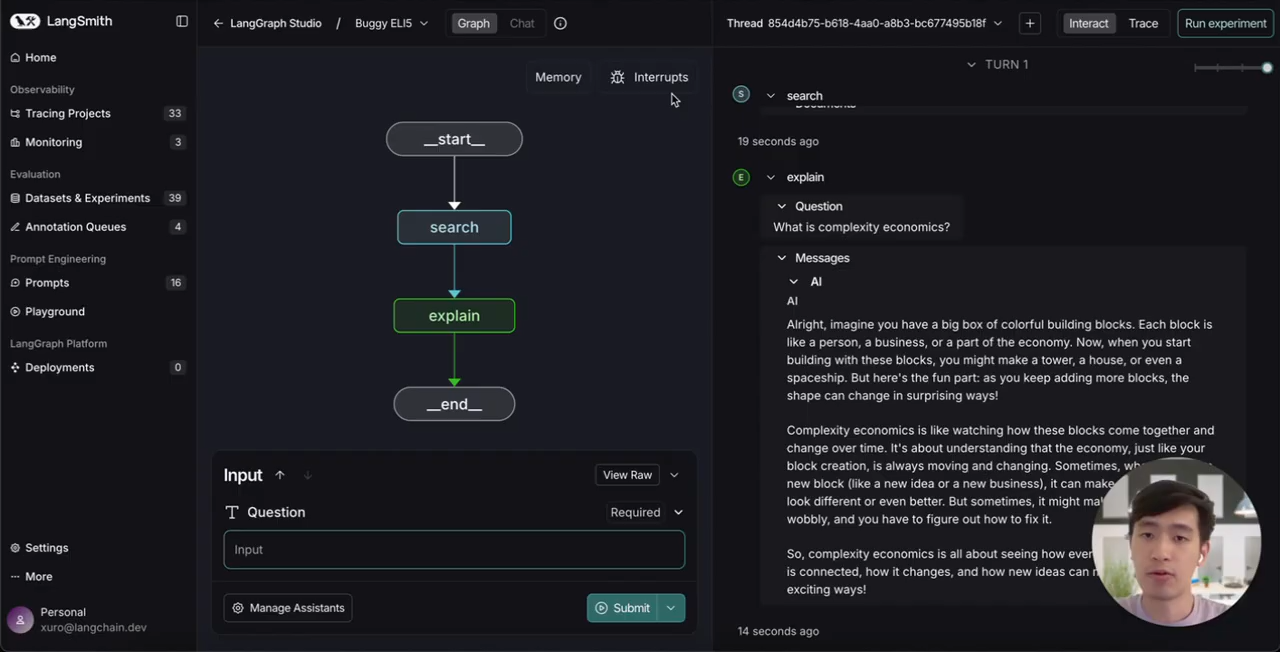 LangSmith
Home
Observability
Tracing Projects 33
Monitoring 3
Evaluation
Datasets & Experiments 39
Annotation Queues 4
Prompt Engineering
Prompts 16
Playground
LangGraph Platform
Deployments 0
Settings
More
Personal
xuro@langchain.dev
LangGraph Studio / Buggy ELI5
Graph Chat
Memory Interrupts
__start__
search
explain
__end__
Input View Raw
Question Required
Input
Manage Assistants Submit
Thread 854d4b75-b618-4aa0-a8b3-bc677495b18f + Interact Trace Run experiment
TURN 1
S search
Documents
19 seconds ago
E explain
Question
What is complexity economics?
Messages
AI
AI
Alright, imagine you have a big box of colorful building blocks. Each block is
like a person, a business, or a part of the economy. Now, when you start
building with these blocks, you might make a tower, a house, or even a
spaceship. But here's the fun part: as you keep adding more blocks, the
shape can change in surprising ways!
Complexity economics is like watching how these blocks come together and
change over time. It's about understanding that the economy, just like your
block creation, is always moving and changing. Sometimes,
new block (like a new idea or a new business), it can make
look different or even better. But sometimes, it might
wobbly, and you have to figure out how to fix it.
So, complexity economics is all about seeing how
is connected, how it changes, and how new ideas can
exciting ways!
14 seconds ago